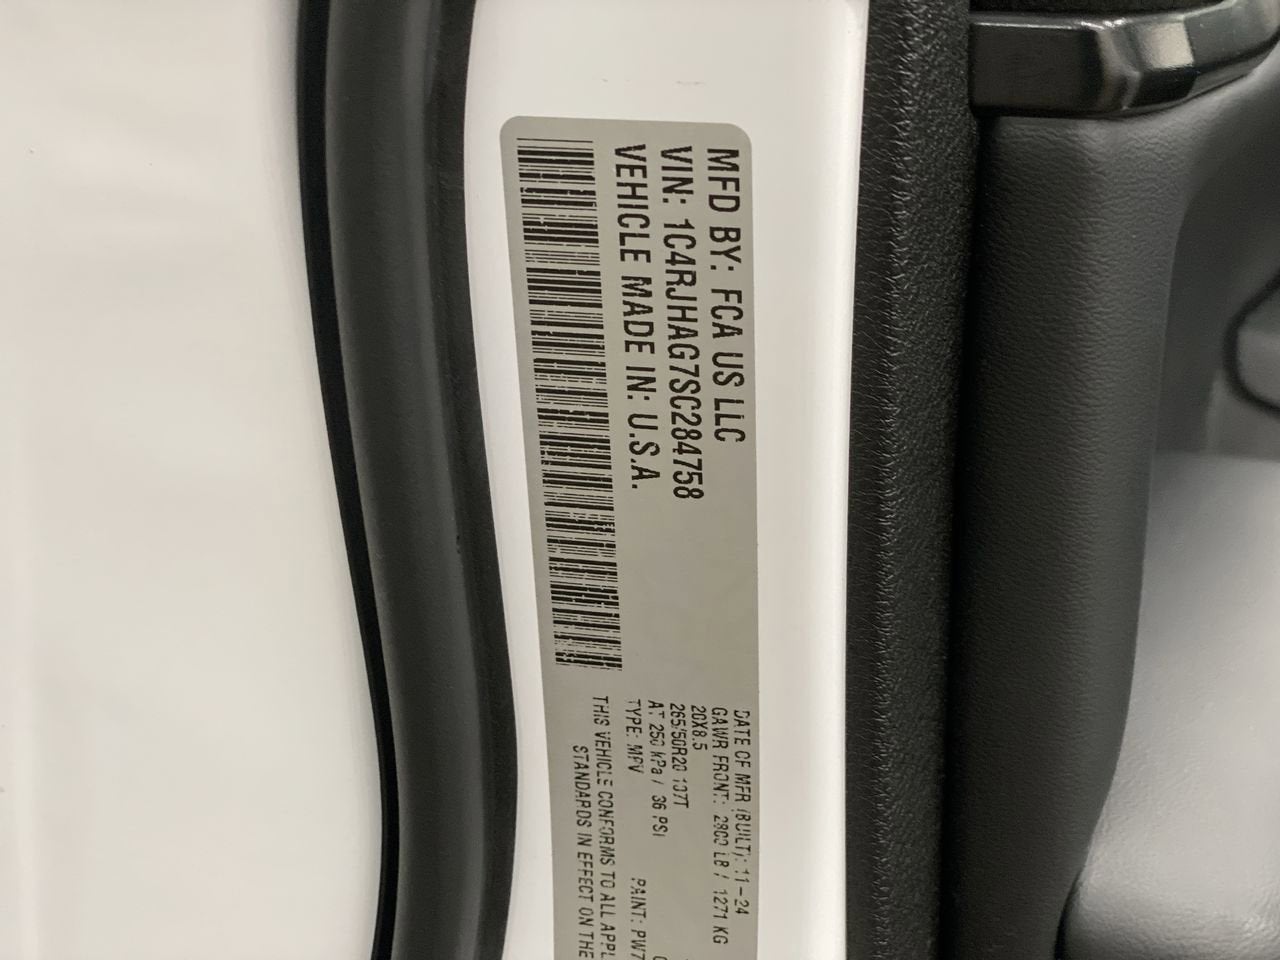 MFD BY: FCA US LLC
VIN: 1C4RJHAG7SC284758
VEHICLE MADE IN: U.S.A.
DATE OF MFR (BUILT): 11-24
GAWR FRONT: 2800 LB / 1271 KG
20X8.5
265/50R20 107T
AT 250 kPa / 36 PSI
TYPE: MPV PAINT: PW7
THIS VEHICLE CONFORMS TO ALL APPL
STANDARDS IN EFFECT ON THE